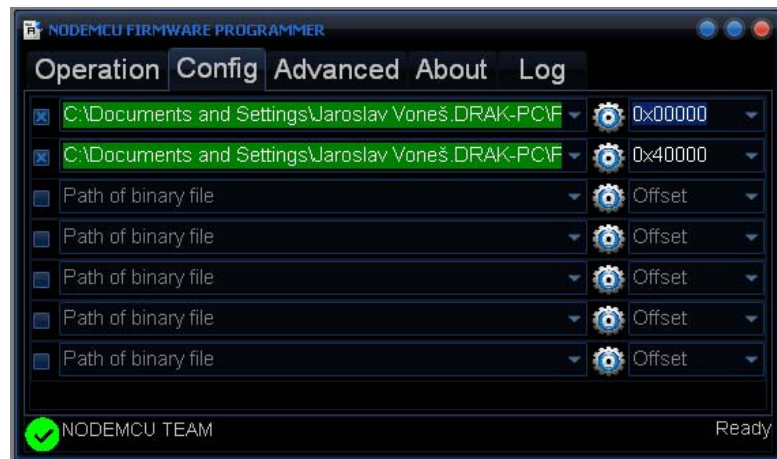 NODEMCU FIRMWARE PROGRAMMER
Operation Config Advanced About Log
C:\Documents and Settings\Jaroslav Voneš.DRAK-PC\F 0x00000
C:\Documents and Settings\Jaroslav Voneš.DRAK-PC\F 0x40000
Path of binary file Offset
Path of binary file Offset
Path of binary file Offset
Path of binary file Offset
Path of binary file Offset
NODEMCU TEAM Ready